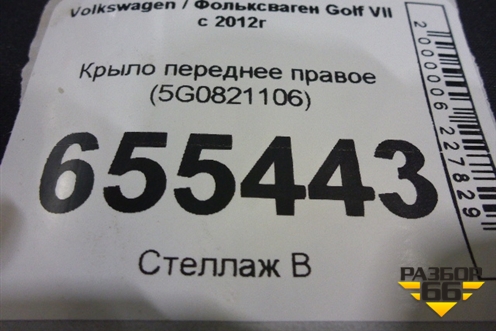 Volkswagen / Фольксваген Golf VII
с 2012г
Крыло переднее правое
(5G0821106)
655443
Стеллаж В
2000006227829
РАЗБОР
66